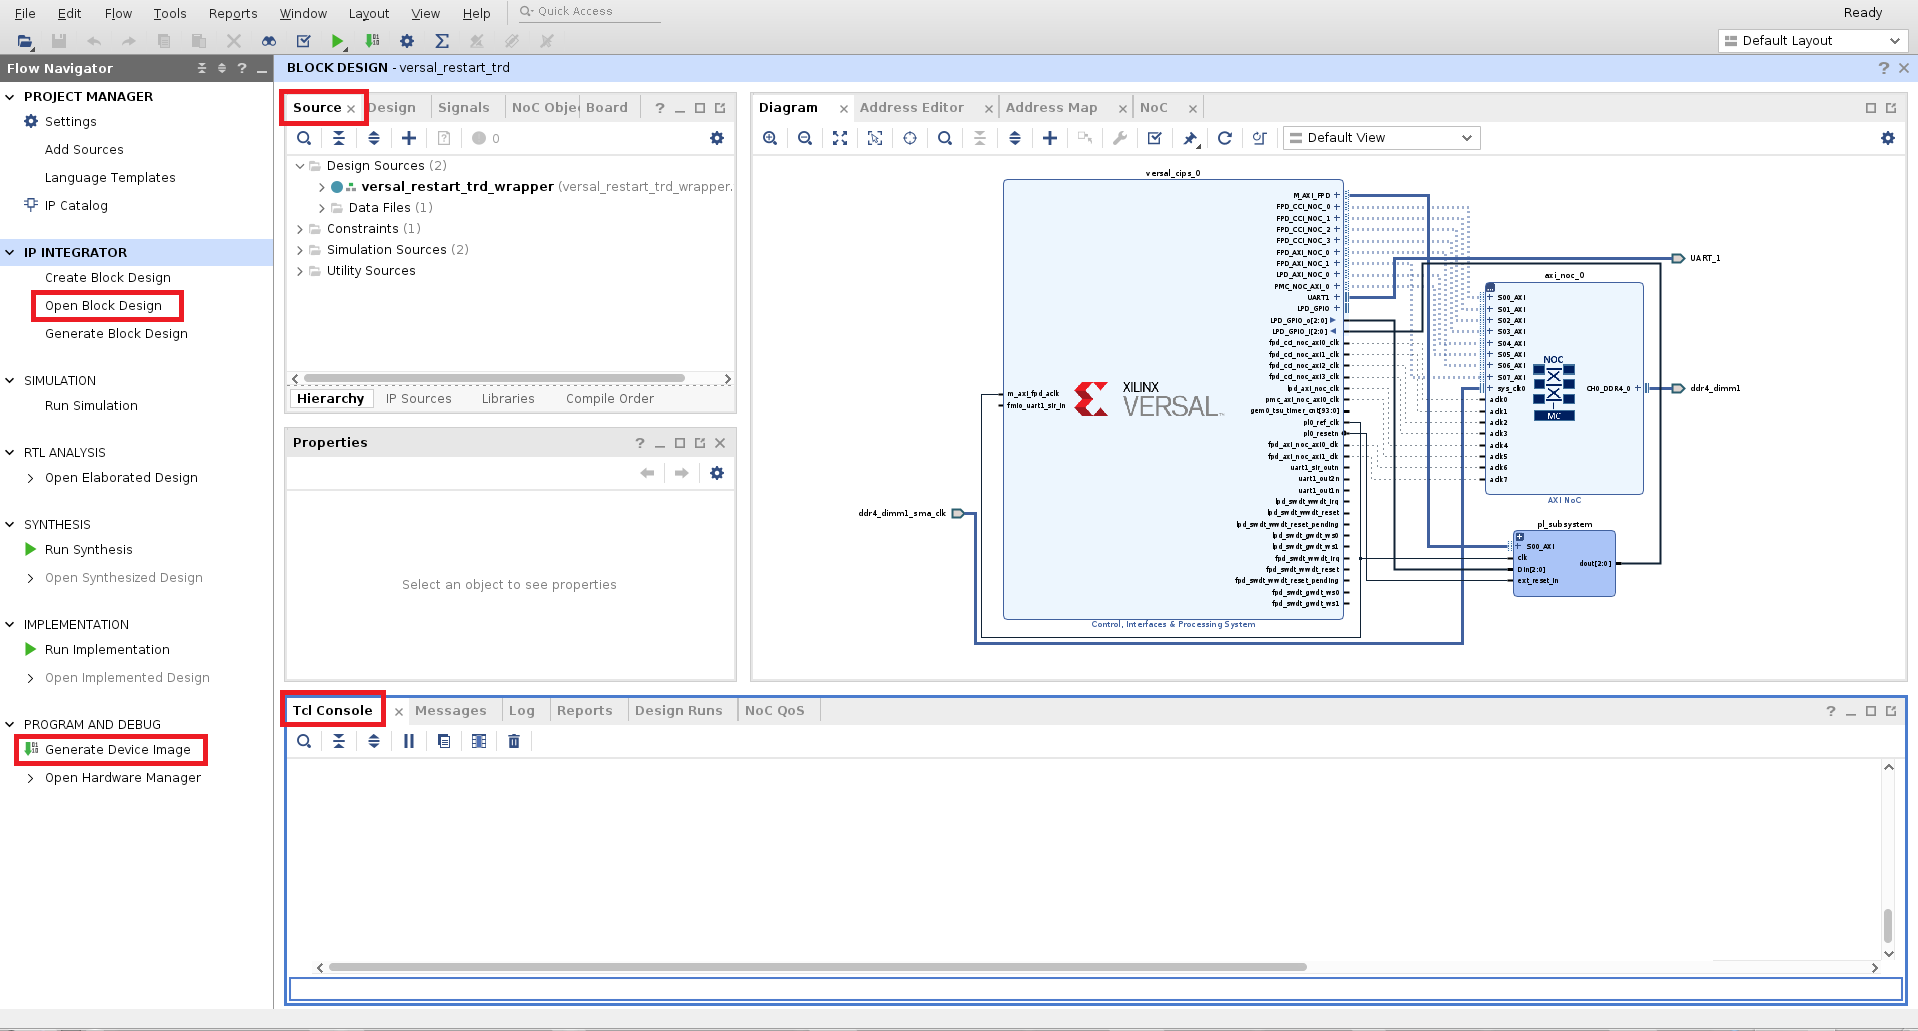 File Edit Flow Tools Reports Window Layout View Help Quick Access Ready
Default Layout
Flow Navigator
PROJECT MANAGER
Settings
Add Sources
Language Templates
IP Catalog
IP INTEGRATOR
Create Block Design
Open Block Design
Generate Block Design
SIMULATION
Run Simulation
RTL ANALYSIS
Open Elaborated Design
SYNTHESIS
Run Synthesis
Open Synthesized Design
IMPLEMENTATION
Run Implementation
Open Implemented Design
PROGRAM AND DEBUG
Generate Device Image
Open Hardware Manager
BLOCK DESIGN - versal_restart_trd
Source Design Signals NoC Objec Board
0
Design Sources (2)
versal_restart_trd_wrapper (versal_restart_trd_wrapper.
Data Files (1)
Constraints (1)
Simulation Sources (2)
Utility Sources
Hierarchy IP Sources Libraries Compile Order
Properties
Select an object to see properties
Diagram Address Editor Address Map NoC
Default View
versal_cips_0
M_AXI_FPD
FPD_CCI_NOC_0
FPD_CCI_NOC_1
FPD_CCI_NOC_2
FPD_CCI_NOC_3
FPD_AXI_NOC_0
FPD_AXI_NOC_1
LPD_AXI_NOC_0
PMC_NOC_AXI_0
UART1
LPD_GPIO
LPD_GPIO_o[2:0]
LPD_GPIO_i[2:0]
fpd_cci_noc_axi0_clk
fpd_cci_noc_axi1_clk
fpd_cci_noc_axi2_clk
fpd_cci_noc_axi3_clk
lpd_axi_noc_clk
pmc_axi_noc_axi0_clk
gem0_tsu_timer_cnt[93:0]
pl0_ref_clk
pl0_resetn
fpd_axi_noc_axi0_clk
fpd_axi_noc_axi1_clk
uart1_sir_outn
uart1_out2n
uart1_out1n
lpd_swdt_wwdt_irq
lpd_swdt_wwdt_reset
lpd_swdt_wwdt_reset_pending
lpd_swdt_gwdt_ws0
lpd_swdt_gwdt_ws1
fpd_swdt_wwdt_irq
fpd_swdt_wwdt_reset
fpd_swdt_wwdt_reset_pending
fpd_swdt_gwdt_ws0
fpd_swdt_gwdt_ws1
m_axi_fpd_aclk
fmio_uart1_sir_in
XILINX
VERSAL
Control, Interfaces & Processing System
ddr4_dimm1_sma_clk
UART_1
axi_noc_0
S00_AXI
S01_AXI
S02_AXI
S03_AXI
S04_AXI
S05_AXI
S06_AXI
S07_AXI
sys_clk0
aclk0
aclk1
aclk2
aclk3
aclk4
aclk5
aclk6
aclk7
NOC
MC
CH0_DDR4_0
ddr4_dimm1
AXI NoC
pl_subsystem
S00_AXI
clk
Din[2:0]
ext_reset_in
dout[2:0]
Tcl Console Messages Log Reports Design Runs NoC QoS